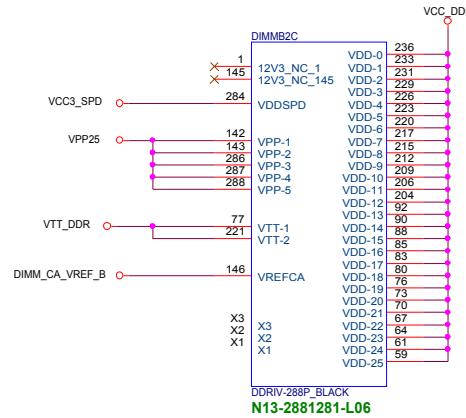 VCC_DD
DIMMB2C
1 12V3_NC_1
145 12V3_NC_145
VCC3_SPD 284 VDDSPD
VPP25 142 VPP-1
143 VPP-2
286 VPP-3
287 VPP-4
288 VPP-5
VTT_DDR 77 VTT-1
221 VTT-2
DIMM_CA_VREF_B 146 VREFCA
X3 X3
X2 X2
X1 X1
VDD-0 236
VDD-1 233
VDD-2 231
VDD-3 229
VDD-4 226
VDD-5 223
VDD-6 220
VDD-7 217
VDD-8 215
VDD-9 212
VDD-10 209
VDD-11 206
VDD-12 204
VDD-13 92
VDD-14 90
VDD-15 88
VDD-16 85
VDD-17 83
VDD-18 80
VDD-19 76
VDD-20 73
VDD-21 70
VDD-22 67
VDD-23 64
VDD-24 61
VDD-25 59
DDRIV-288P_BLACK
N13-2881281-L06